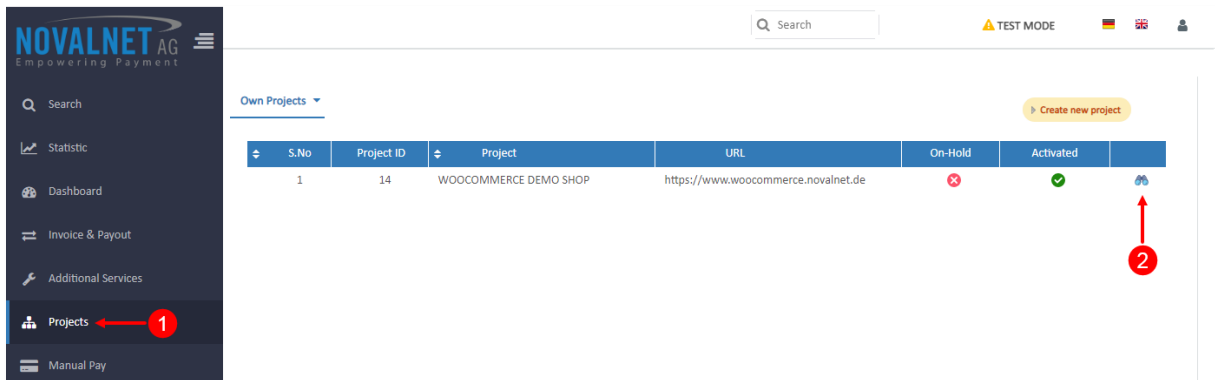 NOVALNET AG
Empowering Payment
Search
TEST MODE
Search
Statistic
Dashboard
Invoice & Payout
Additional Services
Projects
1
Manual Pay
Own Projects
Create new project
S.No Project ID Project URL On-Hold Activated
1 14 WOOCOMMERCE DEMO SHOP https://www.woocommerce.novalnet.de
2